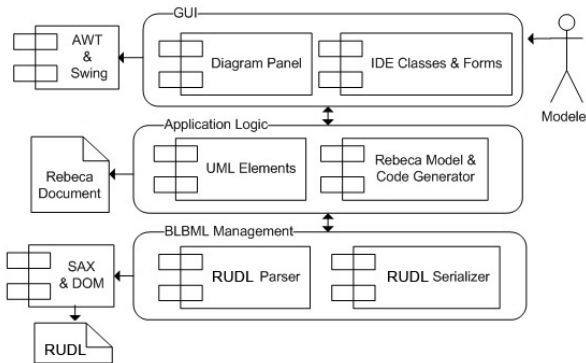 GUI
AWT
&
Swing
Diagram Panel
IDE Classes & Forms
Modele
Application Logic
Rebeca
Document
UML Elements
Rebeca Model &
Code Generator
BLBML Management
SAX
& DOM
RUDL Parser
RUDL Serializer
RUDL